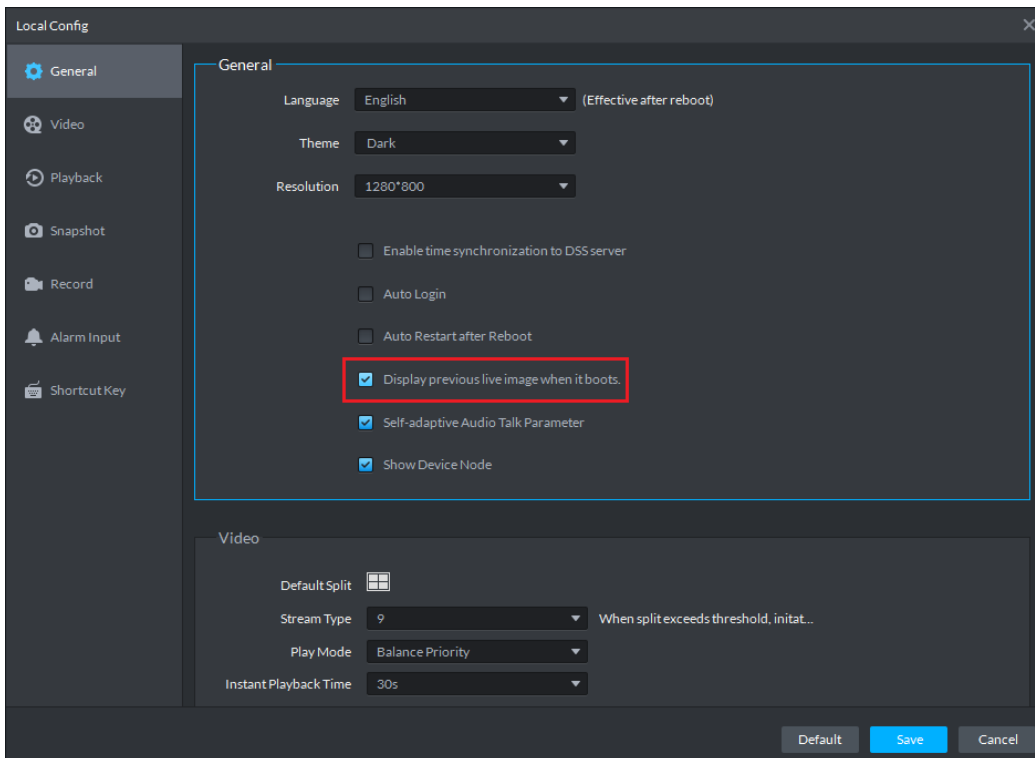 Local Config
General
Video
Playback
Snapshot
Record
Alarm Input
Shortcut Key
General
Language English (Effective after reboot)
Theme Dark
Resolution 1280*800
Enable time synchronization to DSS server
Auto Login
Auto Restart after Reboot
Display previous live image when it boots.
Self-adaptive Audio Talk Parameter
Show Device Node
Video
Default Split
Stream Type 9 When split exceeds threshold, initat...
Play Mode Balance Priority
Instant Playback Time 30s
Default Save Cancel